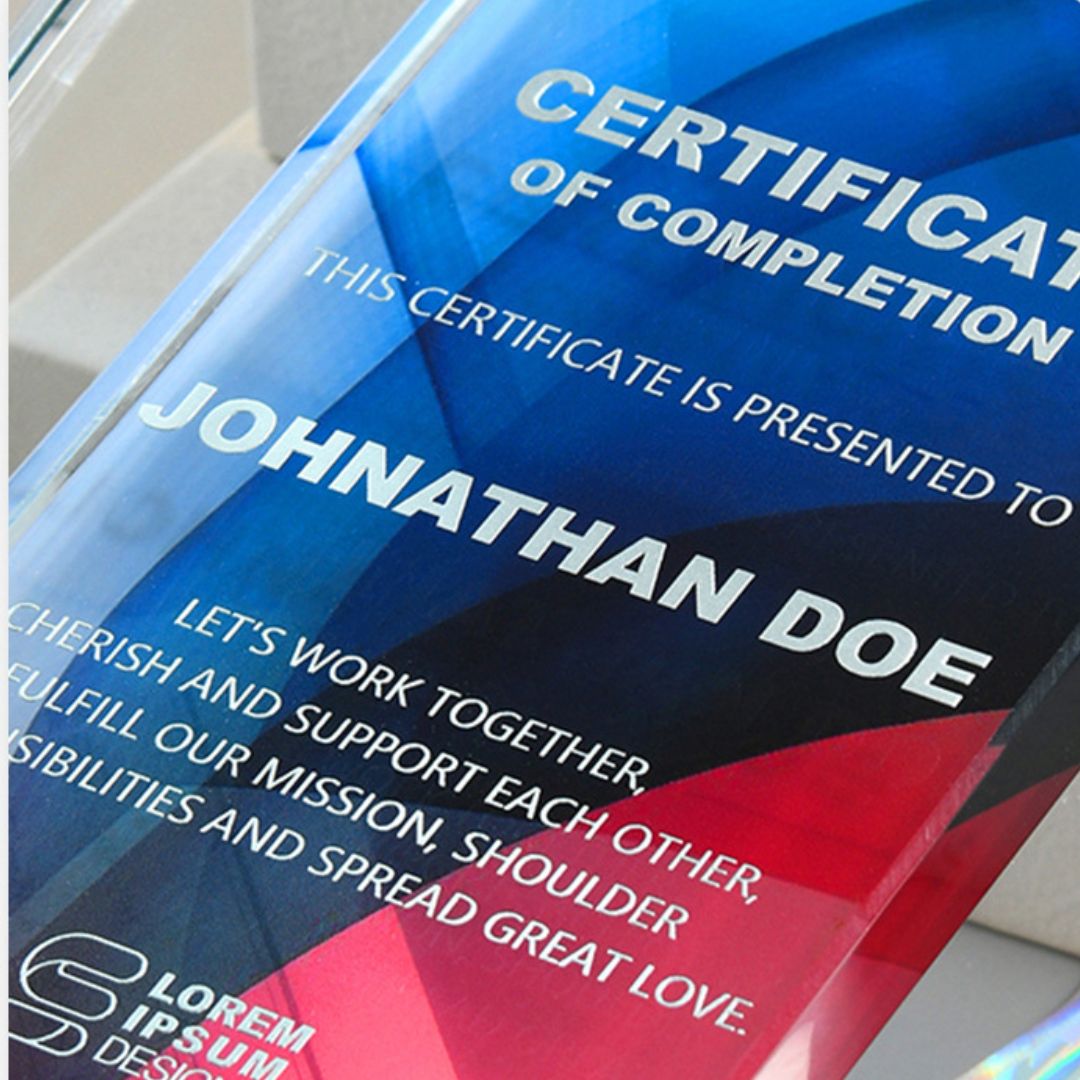 CERTIFICAT
OF COMPLETION
THIS CERTIFICATE IS PRESENTED TO
JOHNATHAN DOE
LET'S WORK TOGETHER,
CHERISH AND SUPPORT EACH OTHER,
FULFILL OUR MISSION, SHOULDER
SIBILITIES AND SPREAD GREAT LOVE.
LOREM
IPSUM
DESIG